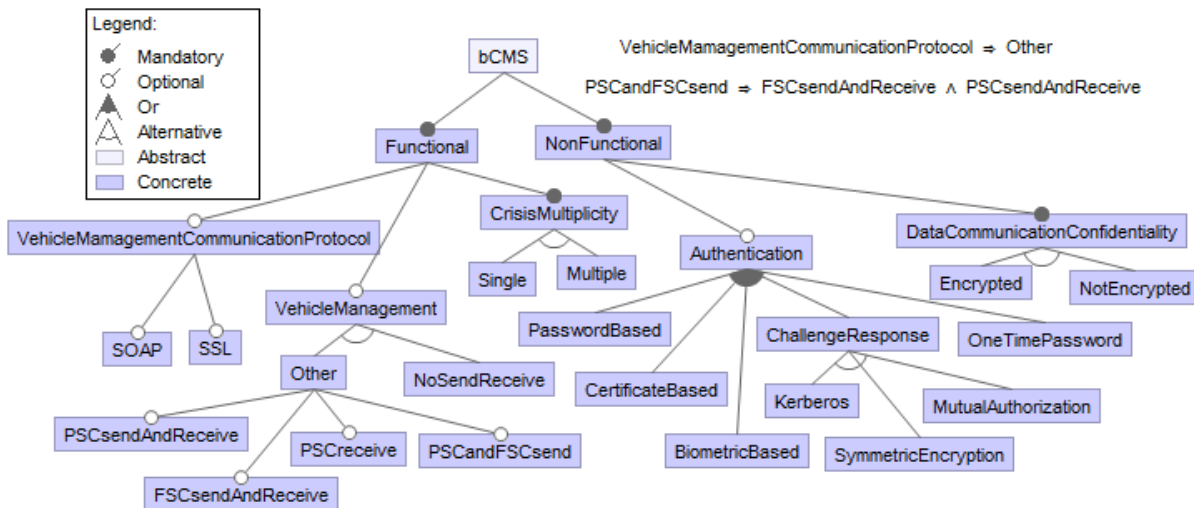 Legend:
Mandatory
Optional
Or
Alternative
Abstract
Concrete
VehicleMamagementCommunicationProtocol ⇒ Other
PSCandFSCsend ⇒ FSCsendAndReceive ∧ PSCsendAndReceive
bCMS
Functional
NonFunctional
VehicleMamagementCommunicationProtocol
CrisisMultiplicity
Authentication
DataCommunicationConfidentiality
Single
Multiple
Encrypted
NotEncrypted
SOAP
SSL
VehicleManagement
PasswordBased
ChallengeResponse
OneTimePassword
Other
NoSendReceive
CertificateBased
Kerberos
MutualAuthorization
PSCsendAndReceive
PSCreceive
PSCandFSCsend
BiometricBased
SymmetricEncryption
FSCsendAndReceive